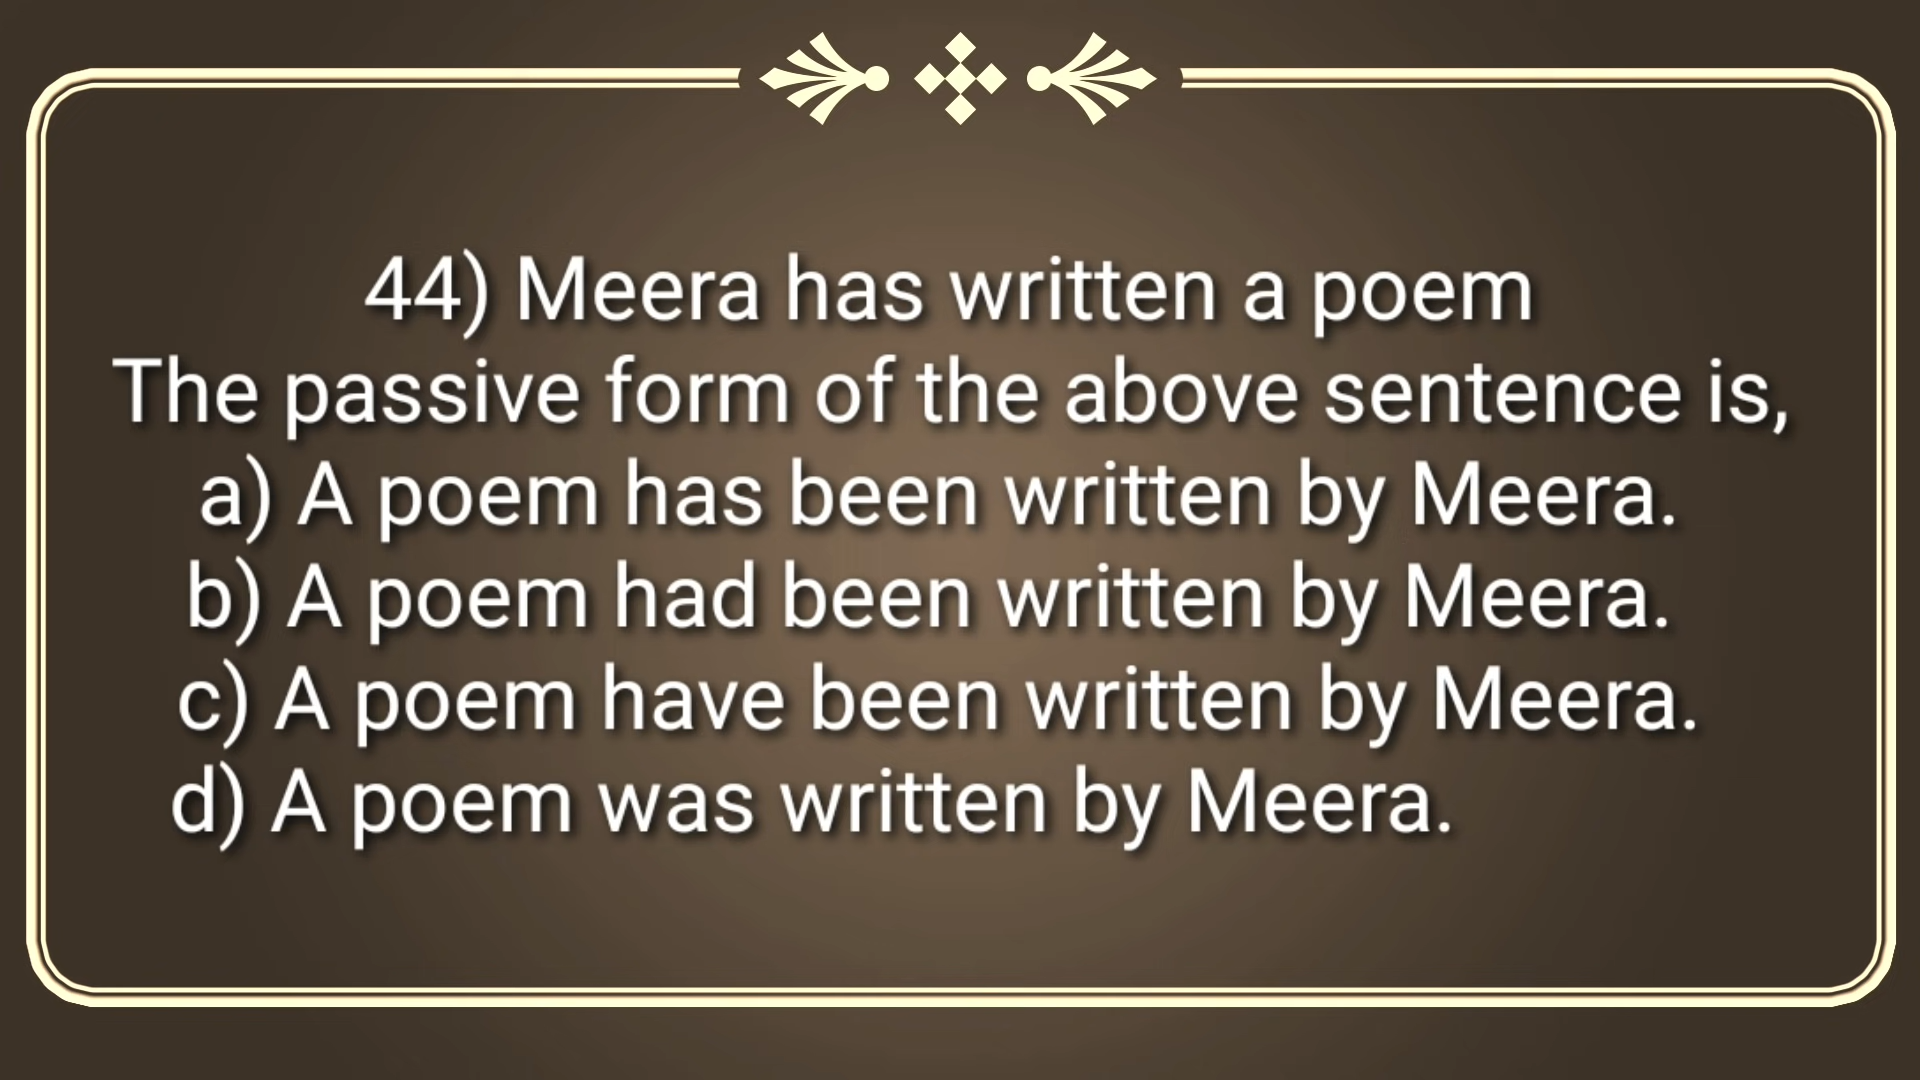 44) Meera has written a poem
The passive form of the above sentence is,
a) A poem has been written by Meera.
b) A poem had been written by Meera.
c) A poem have been written by Meera.
d) A poem was written by Meera.